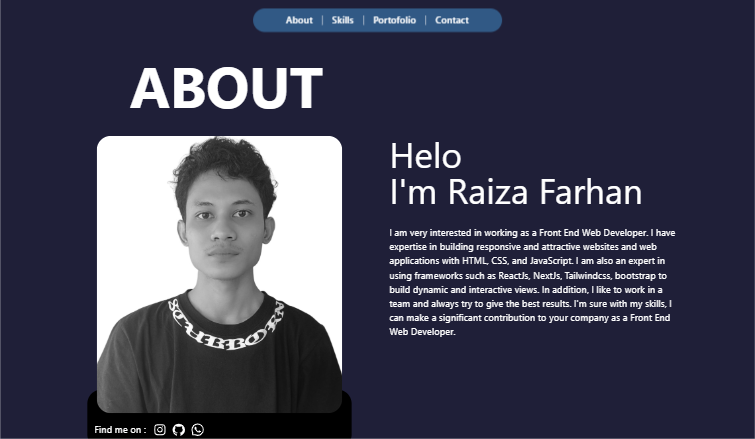 About | Skills | Portofolio | Contact
ABOUT
Helo
I'm Raiza Farhan
I am very interested in working as a Front End Web Developer. I have
expertise in building responsive and attractive websites and web
applications with HTML, CSS, and JavaScript. I am also an expert in
using frameworks such as ReactJs, NextJs, Tailwindcss, bootstrap to
build dynamic and interactive views. In addition, I like to work in a
team and always try to give the best results. I'm sure with my skills, I
can make a significant contribution to your company as a Front End
Web Developer.
Find me on :